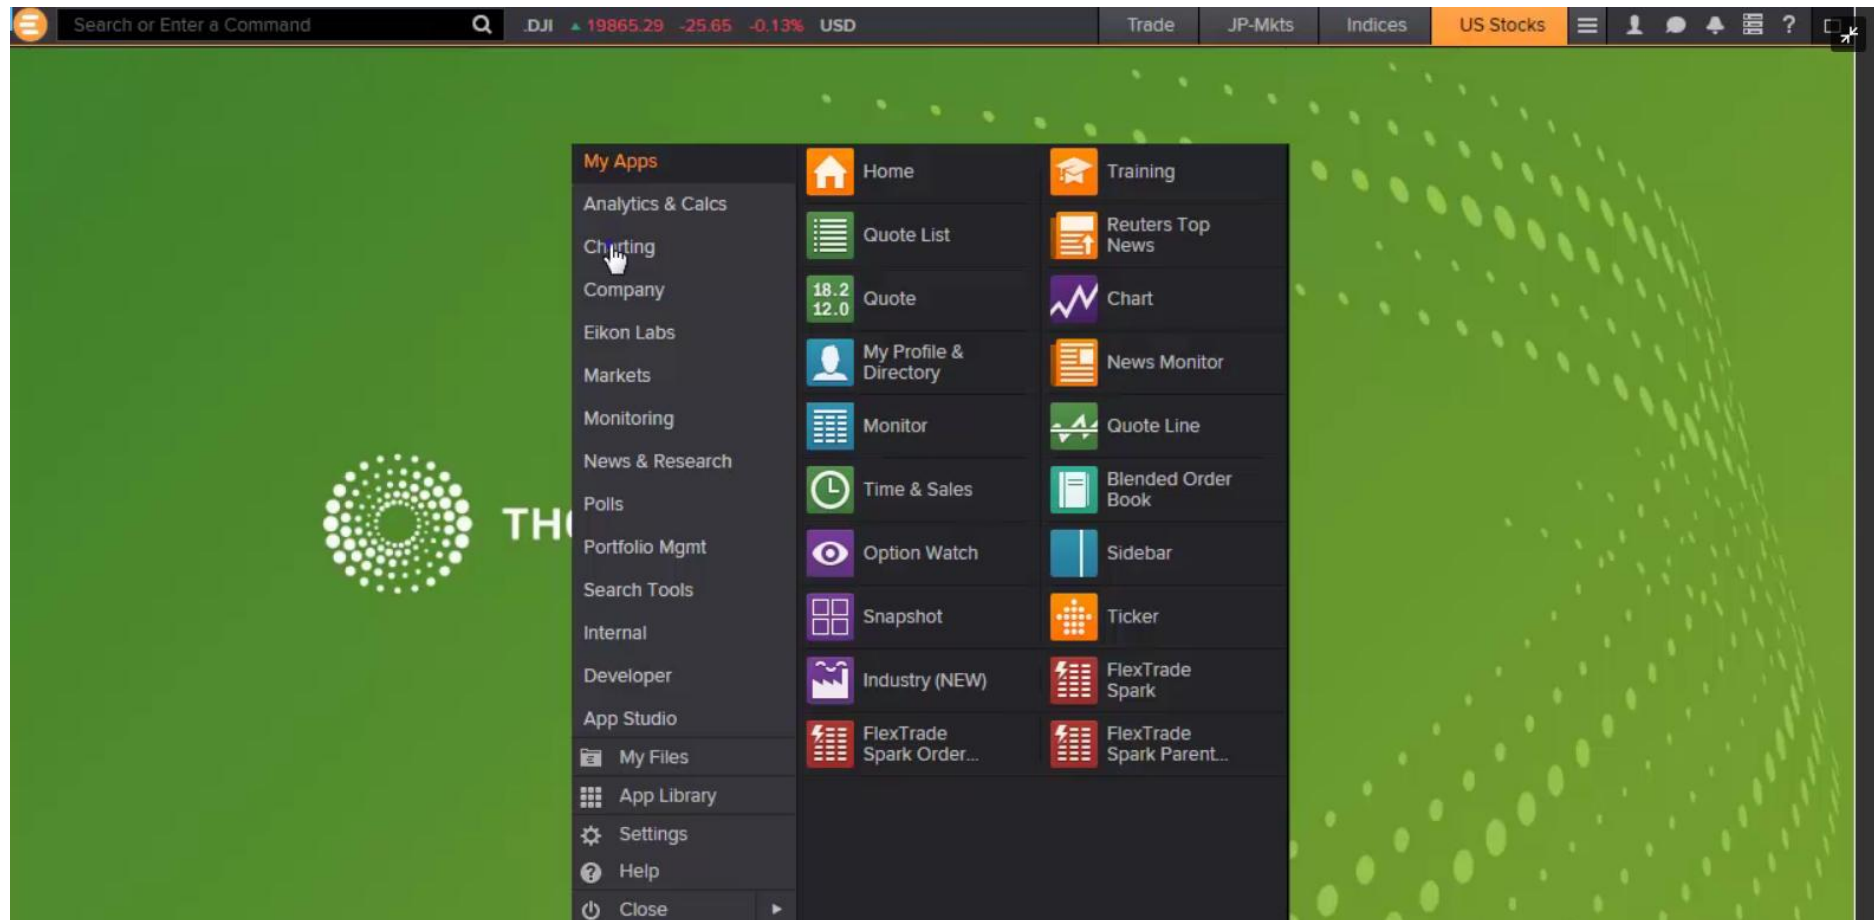 Search or Enter a Command
.DJI 19865.29 -25.65 -0.13% USD
Trade
JP-Mkts
Indices
US Stocks
?
TH
My Apps
Analytics & Calcs
Charting
Company
Eikon Labs
Markets
Monitoring
News & Research
Polls
Portfolio Mgmt
Search Tools
Internal
Developer
App Studio
My Files
App Library
Settings
Help
Close
Home
Training
Quote List
Reuters Top
News
18.2
12.0
Quote
Chart
My Profile &
Directory
News Monitor
Monitor
Quote Line
Time & Sales
Blended Order
Book
Option Watch
Sidebar
Snapshot
Ticker
Industry (NEW)
FlexTrade
Spark
FlexTrade
Spark Order...
FlexTrade
Spark Parent...